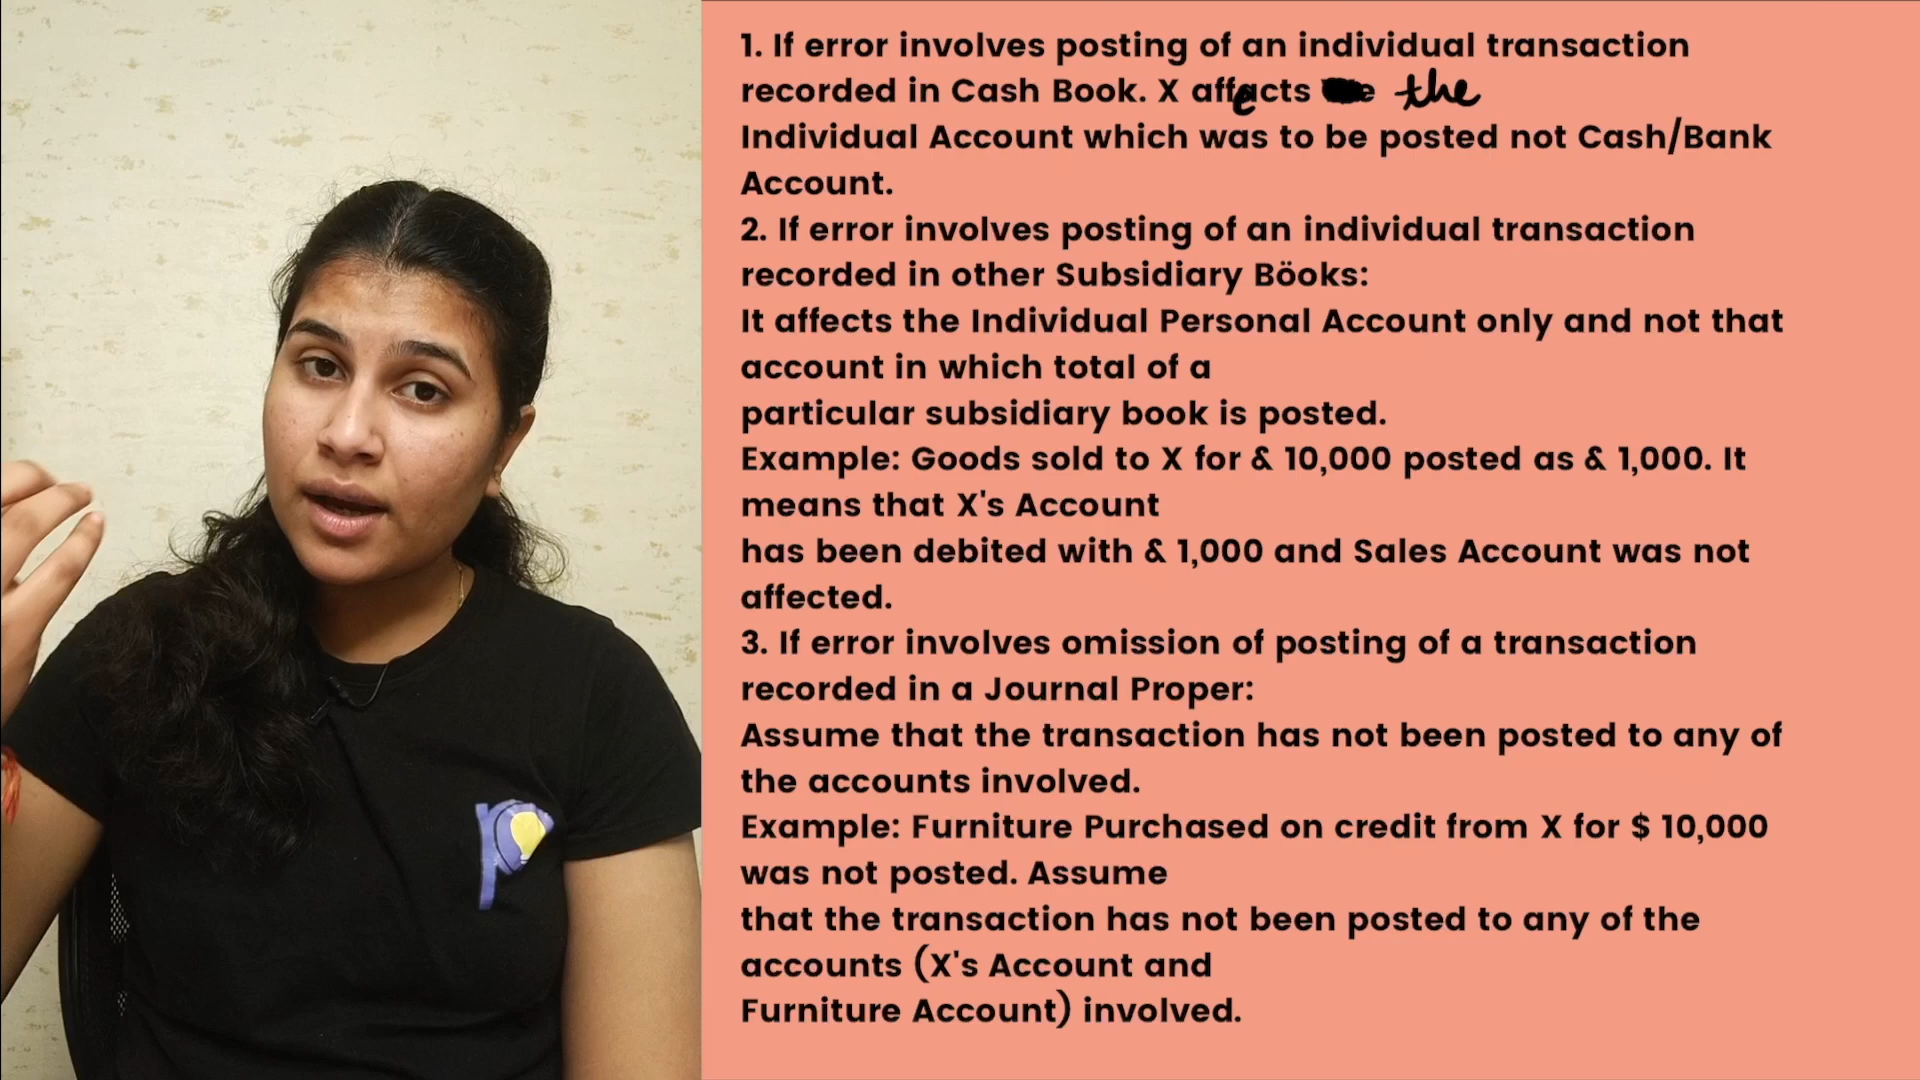 1. If error involves posting of an individual transaction
recorded in Cash Book. X affects the
Individual Account which was to be posted not Cash/Bank
Account.
2. If error involves posting of an individual transaction
recorded in other Subsidiary Böoks:
It affects the Individual Personal Account only and not that
account in which total of a
particular subsidiary book is posted.
Example: Goods sold to X for & 10,000 posted as & 1,000. It
means that X's Account
has been debited with & 1,000 and Sales Account was not
affected.
3. If error involves omission of posting of a transaction
recorded in a Journal Proper:
Assume that the transaction has not been posted to any of
the accounts involved.
Example: Furniture Purchased on credit from X for $ 10,000
was not posted. Assume
that the transaction has not been posted to any of the
accounts (X's Account and
Furniture Account) involved.